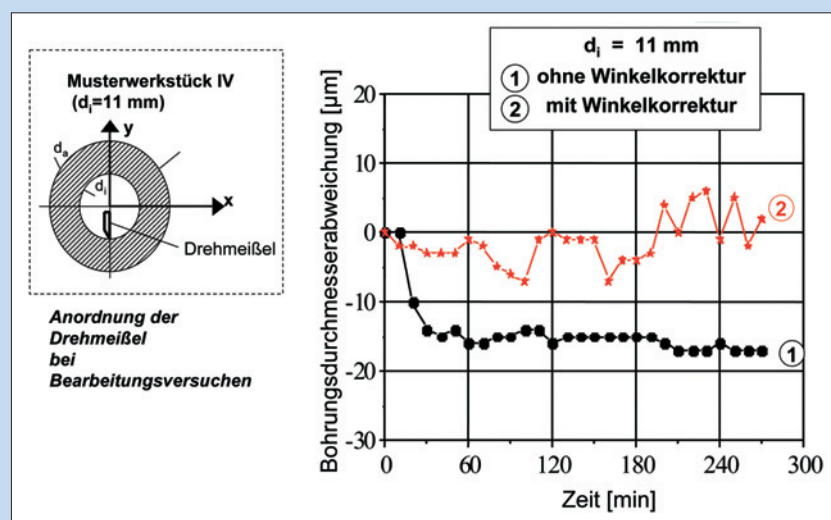 Musterwerkstück IV
(di=11 mm)
y
da
di
x
Drehmeißel
Anordnung der
Drehmeißel
bei
Bearbeitungsversuchen
di = 11 mm
1 ohne Winkelkorrektur
2 mit Winkelkorrektur
Bohrungsdurchmesserabweichung [µm]
20
10
0
-10
-20
-30
2
1
0
60
120
180
240
300
Zeit [min]